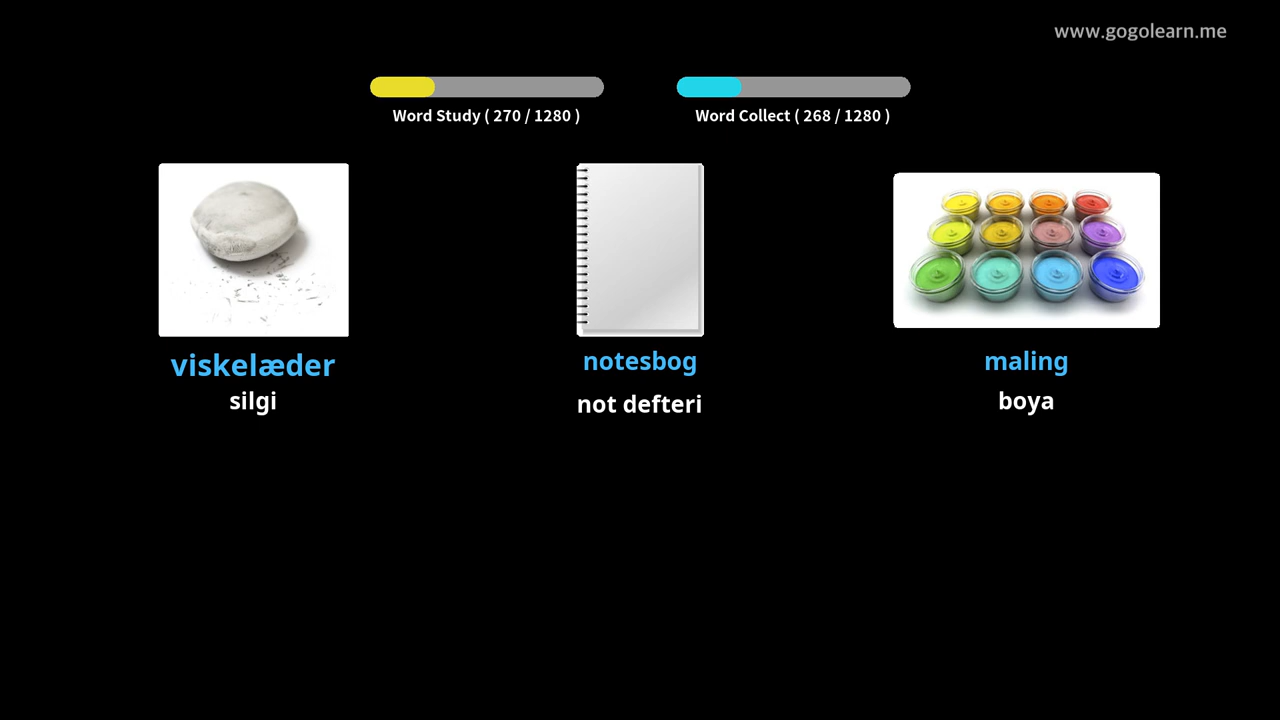 www.gogolearn.me
Word Study ( 270 / 1280 )
Word Collect ( 268 / 1280 )
viskelæder
silgi
notesbog
not defteri
maling
boya